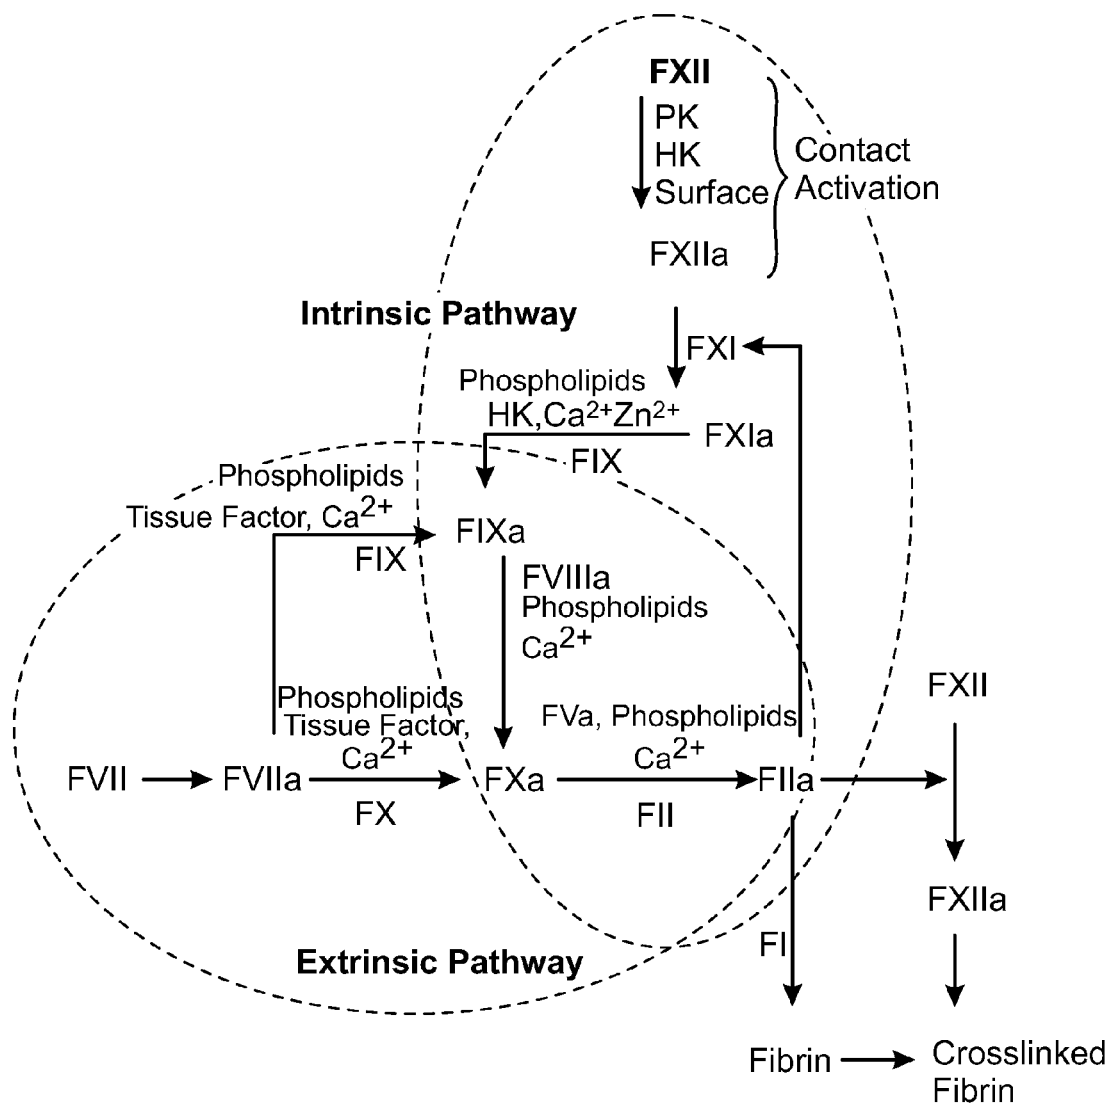 FXII
PK
HK
Surface
FXIIa
Contact
Activation
Intrinsic Pathway
FXI
Phospholipids
HK,Ca2+Zn2+
FXIa
FIX
Phospholipids
Tissue Factor, Ca2+
FIX
FIXa
FVIIIa
Phospholipids
Ca2+
Phospholipids
Tissue Factor,
Ca2+
FVa, Phospholipids
Ca2+
FXII
FVII
FVIIa
FX
FXa
FII
FIIa
FXIIa
FI
Extrinsic Pathway
Fibrin
Crosslinked
Fibrin